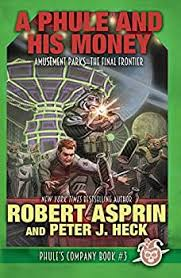 A PHULE AND
HIS MONEY
AMUSEMENT PARKS—THE FINAL FRONTIER
NEW YORK TIMES BESTSELLING AUTHOR
ROBERT ASPRIN
AND PETER J. HECK
PHULE'S COMPANY BOOK #3